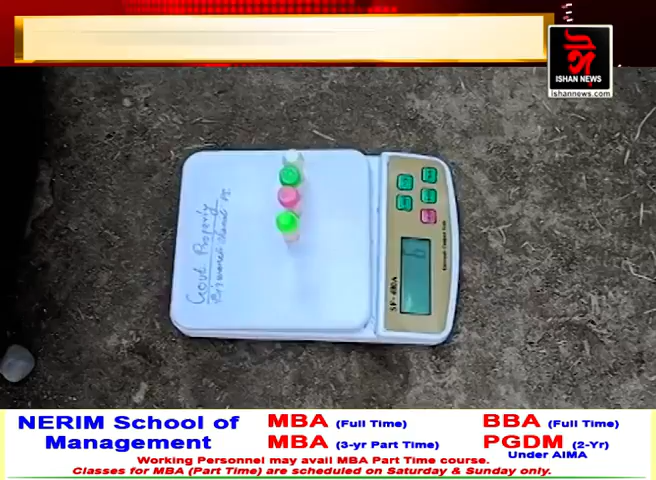 ই
ISHAN NEWS
ishannews.com
Govt Property
SF-400A
NERIM School of Management
MBA (Full Time)
MBA (3-yr Part Time)
BBA (Full Time)
PGDM (2-Yr)
Under AIMA
Working Personnel may avail MBA Part Time course.
Classes for MBA (Part Time) are scheduled on Saturday & Sunday only.